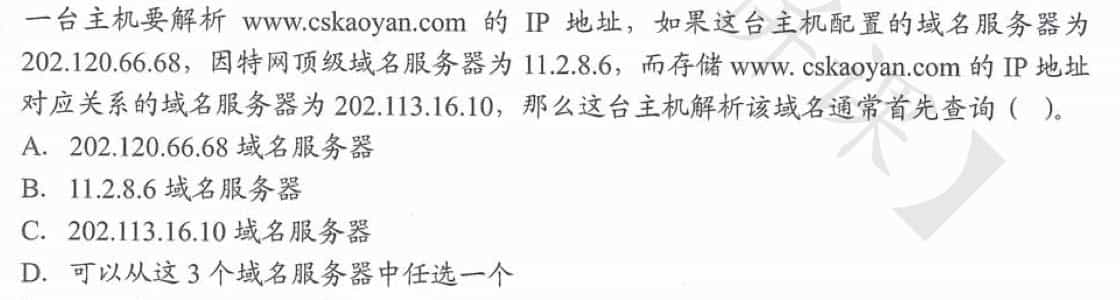 一台主机要解析 www.cskaoyan.com 的 IP 地址，如果这台主机配置的域名服务器为
202.120.66.68，因特网顶级域名服务器为 11.2.8.6，而存储 www. cskaoyan.com 的 IP 地址
对应关系的域名服务器为 202.113.16.10，那么这台主机解析该域名通常首先查询（ ）。
A. 202.120.66.68 域名服务器
B. 11.2.8.6 域名服务器
C. 202.113.16.10 域名服务器
D. 可以从这 3 个域名服务器中任选一个
课】